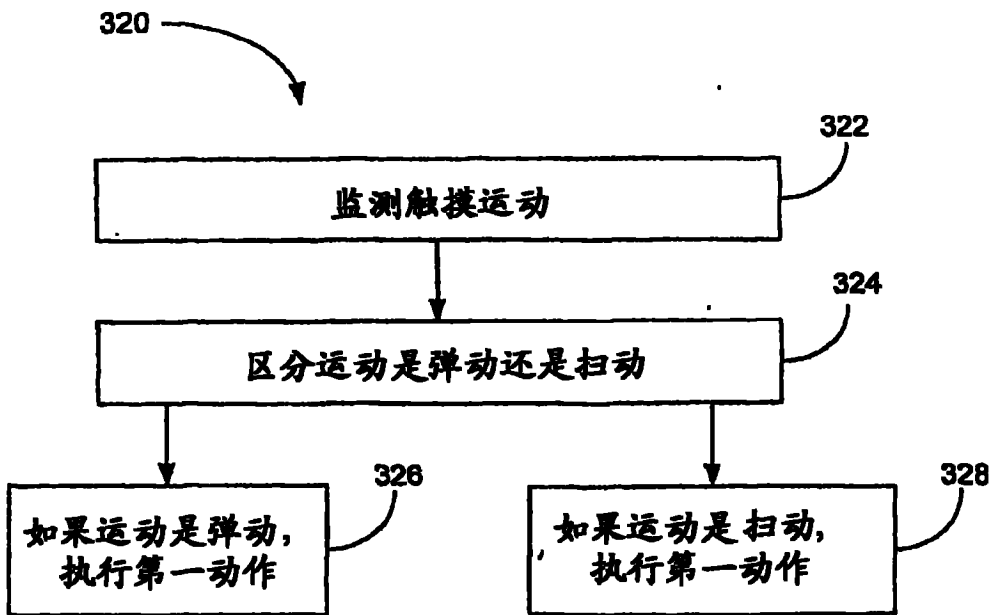 320
322
监测触摸运动
324
区分运动是弹动还是扫动
326
如果运动是弹动,
执行第一动作
328
如果运动是扫动,
执行第一动作